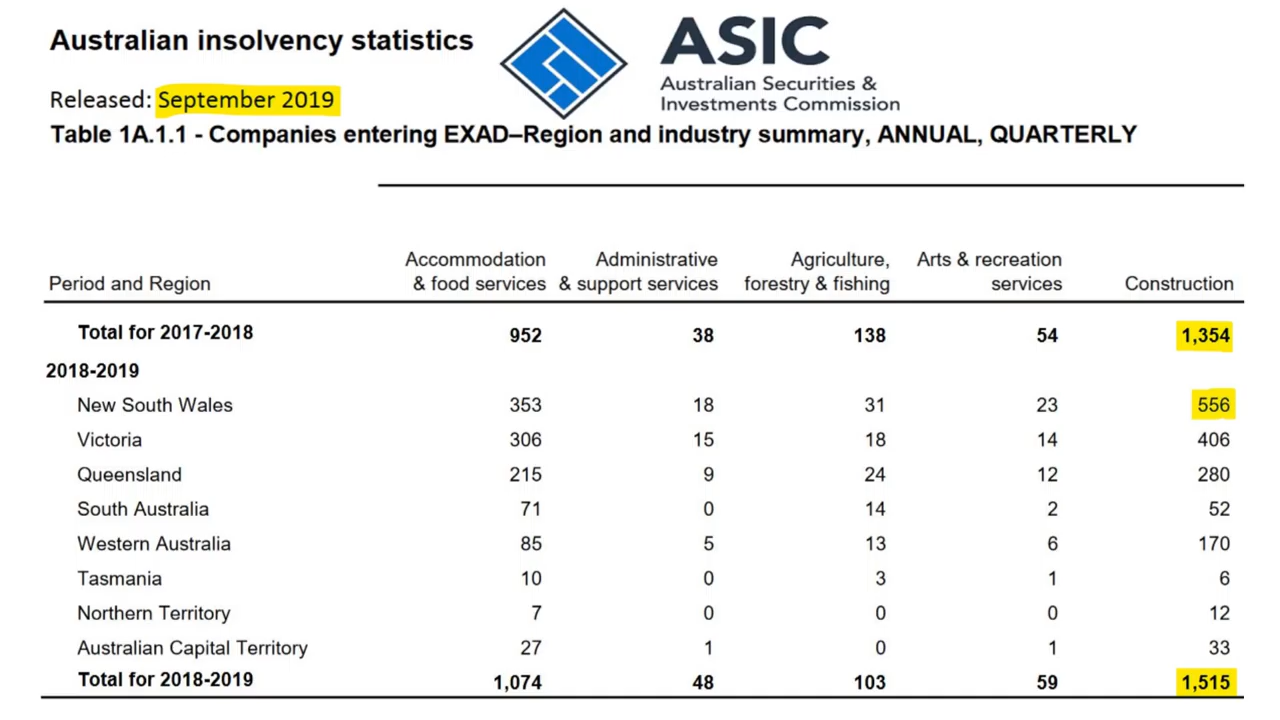 Australian insolvency statistics
ASIC
Australian Securities &
Investments Commission
Released: September 2019
Table 1A.1.1 - Companies entering EXAD–Region and industry summary, ANNUAL, QUARTERLY
Period and Region Accommodation & food services Administrative & support services Agriculture, forestry & fishing Arts & recreation services Construction
Total for 2017-2018 952 38 138 54 1,354
2018-2019
New South Wales 353 18 31 23 556
Victoria 306 15 18 14 406
Queensland 215 9 24 12 280
South Australia 71 0 14 2 52
Western Australia 85 5 13 6 170
Tasmania 10 0 3 1 6
Northern Territory 7 0 0 0 12
Australian Capital Territory 27 1 0 1 33
Total for 2018-2019 1,074 48 103 59 1,515